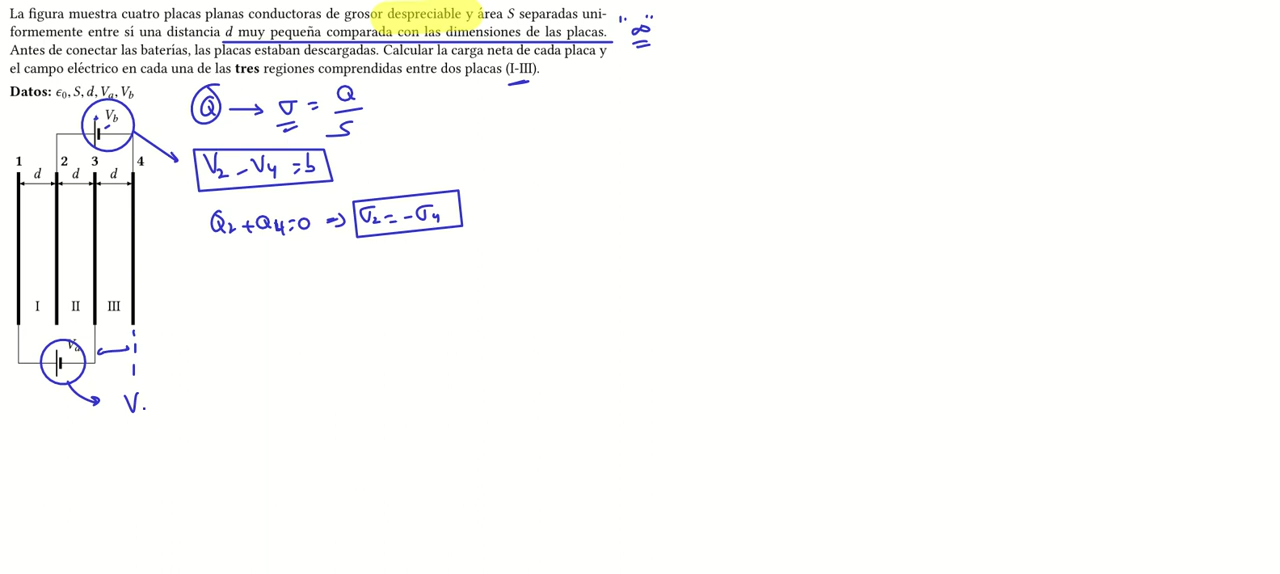 La figura muestra cuatro placas planas conductoras de grosor despreciable y área S separadas uni-
formemente entre sí una distancia d muy pequeña comparada con las dimensiones de las placas.
Antes de conectar las baterías, las placas estaban descargadas. Calcular la carga neta de cada placa y
el campo eléctrico en cada una de las tres regiones comprendidas entre dos placas (I-III).
" ∞ "
Datos: ϵ₀, S, d, Vₐ, V_b
Q → σ = Q/S
V_b
1 2 3 4
d d d
V₂ - V₄ = b
Q₂ + Q₄ = 0 ⇒ σ₂ = -σ₄
I II III
Vₐ
V.